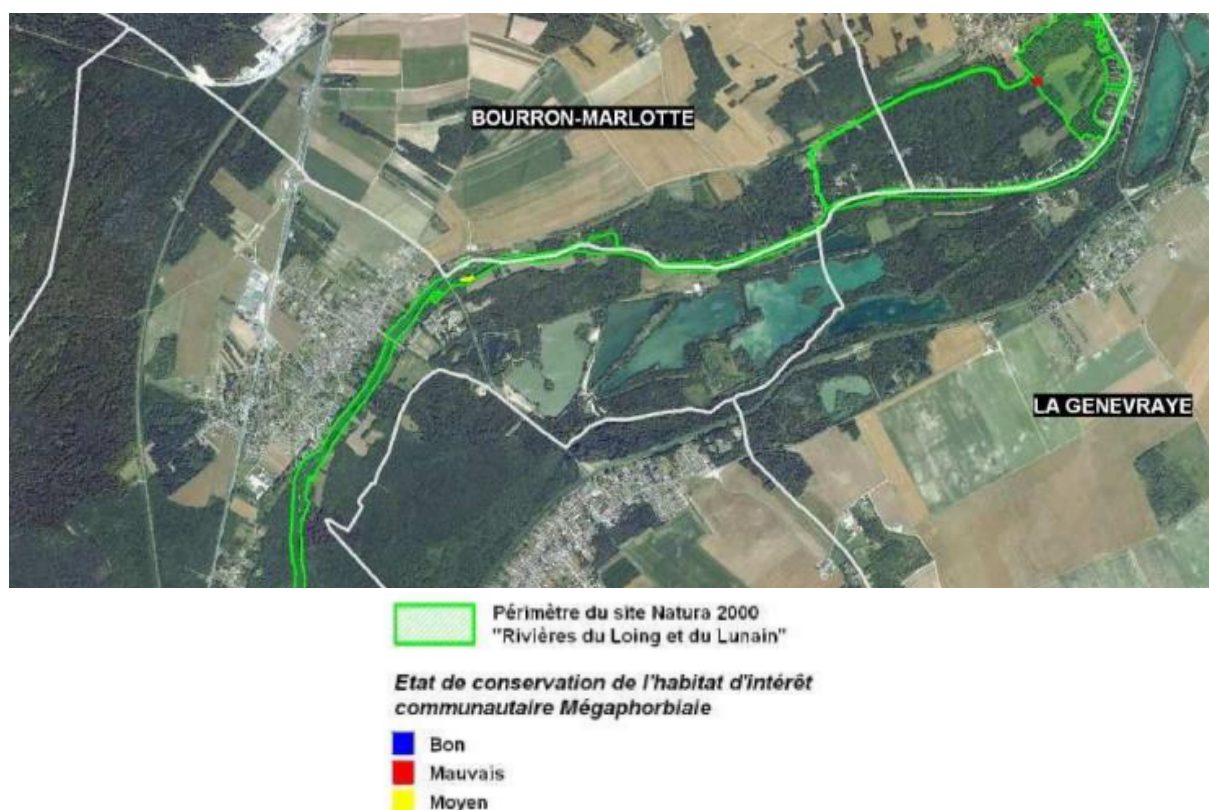 BOURRON-MARLOTTE
LA GENEVRAYE
Périmètre du site Natura 2000
"Rivières du Loing et du Lunain"
Etat de conservation de l'habitat d'intérêt
communautaire Mégaphorbiaie
Bon
Mauvais
Moyen